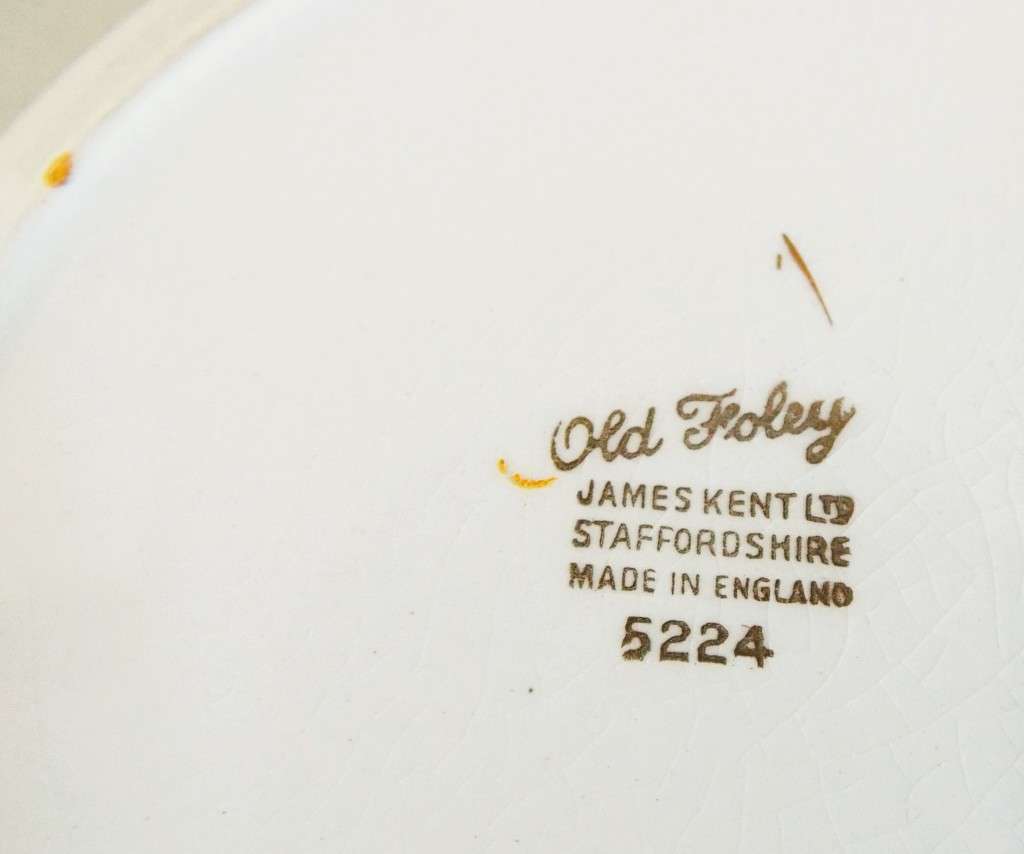 Old Foley
JAMES KENT LTD
STAFFORDSHIRE
MADE IN ENGLAND
5224